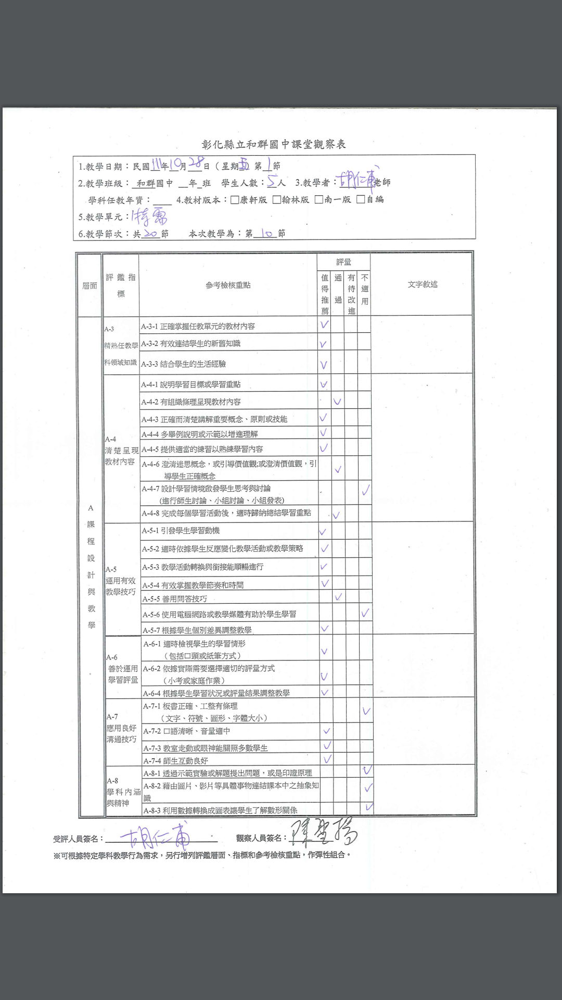 彰化縣立和群國中課堂觀察表
1.教學日期：民國111年10月28日（星期五）第1節
2.教學班級：和群國中 __年_班 學生人數：5人 3.教學者：胡仁甫老師
學科任教年資：____ 4.教材版本：□康軒版 □翰林版 □南一版 □自編
5.教學單元：特需
6.教學節次：共20節 本次教學為：第10節
層面 評鑑指標 參考檢核重點 評量 文字敘述
值得推薦 通過 有待改進 不適用
A 課程設計與教學
A-3 精熟任教學科領域知識
A-3-1 正確掌握任教單元的教材內容 ✓
A-3-2 有效連結學生的新舊知識 ✓
A-3-3 結合學生的生活經驗 ✓
A-4 清楚呈現教材內容
A-4-1 說明學習目標或學習重點 ✓
A-4-2 有組織條理呈現教材內容 ✓
A-4-3 正確而清楚講解重要概念、原則或技能 ✓
A-4-4 多舉例說明或示範以增進理解 ✓
A-4-5 提供適當的練習以熟練學習內容 ✓
A-4-6 澄清迷思概念，或引導價值觀;或澄清價值觀，引
導學生正確概念 ✓
A-4-7 設計學習情境啟發學生思考與討論
(進行師生討論、小組討論、小組發表) ✓
A-4-8 完成每個學習活動後，適時歸納總結學習重點 ✓
A-5 運用有效教學技巧
A-5-1 引發學生學習動機 ✓
A-5-2 適時依據學生反應變化教學活動或教學策略 ✓
A-5-3 教學活動轉換與銜接能順暢進行 ✓
A-5-4 有效掌握教學節奏和時間 ✓
A-5-5 善用問答技巧 ✓
A-5-6 使用電腦網路或教學媒體有助於學生學習 ✓
A-5-7 根據學生個別差異調整教學 ✓
A-6 善於運用學習評量
A-6-1 適時檢視學生的學習情形
（包括口頭或紙筆方式） ✓
A-6-2 依據實際需要選擇適切的評量方式
（小考或家庭作業） ✓
A-6-4 根據學生學習狀況或評量結果調整教學 ✓
A-7 應用良好溝通技巧
A-7-1 板書正確、工整有條理
（文字、符號、圖形、字體大小） ✓
A-7-2 口語清晰、音量適中 ✓
A-7-3 教室走動或眼神能關照多數學生 ✓
A-7-4 師生互動良好 ✓
A-8 學科內涵與精神
A-8-1 透過示範實驗或解題提出問題，或是印證原理 ✓
A-8-2 藉由圖片、影片等具體事物連結課本中之抽象知
識 ✓
A-8-3 利用數據轉換成圖表讓學生了解數形關係 ✓
受評人員簽名：胡仁甫 觀察人員簽名：陳聖揚
※可根據特定學科教學行為需求，另行增列評鑑層面、指標和參考檢核重點，作彈性組合。